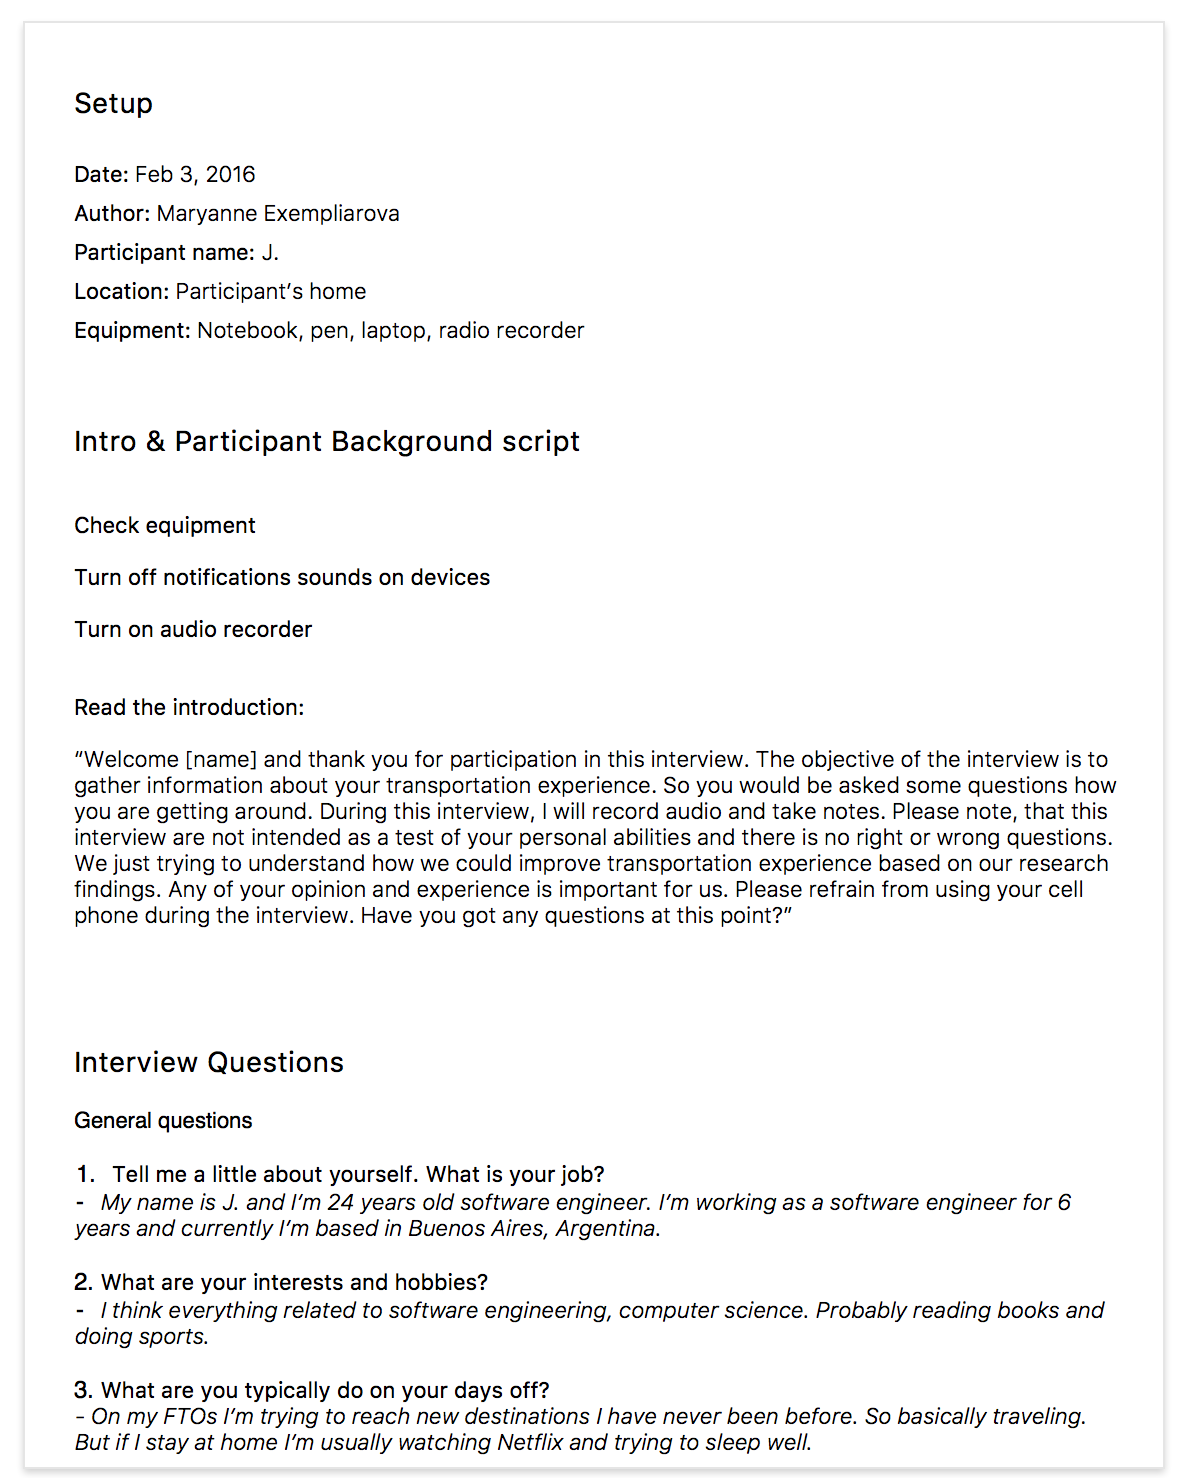 Setup
Date: Feb 3, 2016
Author: Maryanne Exempliarova
Participant name: J.
Location: Participant’s home
Equipment: Notebook, pen, laptop, radio recorder
Intro & Participant Background script
Check equipment
Turn off notifications sounds on devices
Turn on audio recorder
Read the introduction:
“Welcome [name] and thank you for participation in this interview. The objective of the interview is to
gather information about your transportation experience. So you would be asked some questions how
you are getting around. During this interview, I will record audio and take notes. Please note, that this
interview are not intended as a test of your personal abilities and there is no right or wrong questions.
We just trying to understand how we could improve transportation experience based on our research
findings. Any of your opinion and experience is important for us. Please refrain from using your cell
phone during the interview. Have you got any questions at this point?”
Interview Questions
General questions
1. Tell me a little about yourself. What is your job?
- My name is J. and I’m 24 years old software engineer. I’m working as a software engineer for 6
years and currently I’m based in Buenos Aires, Argentina.
2. What are your interests and hobbies?
- I think everything related to software engineering, computer science. Probably reading books and
doing sports.
3. What are you typically do on your days off?
- On my FTOs I’m trying to reach new destinations I have never been before. So basically traveling.
But if I stay at home I’m usually watching Netflix and trying to sleep well.